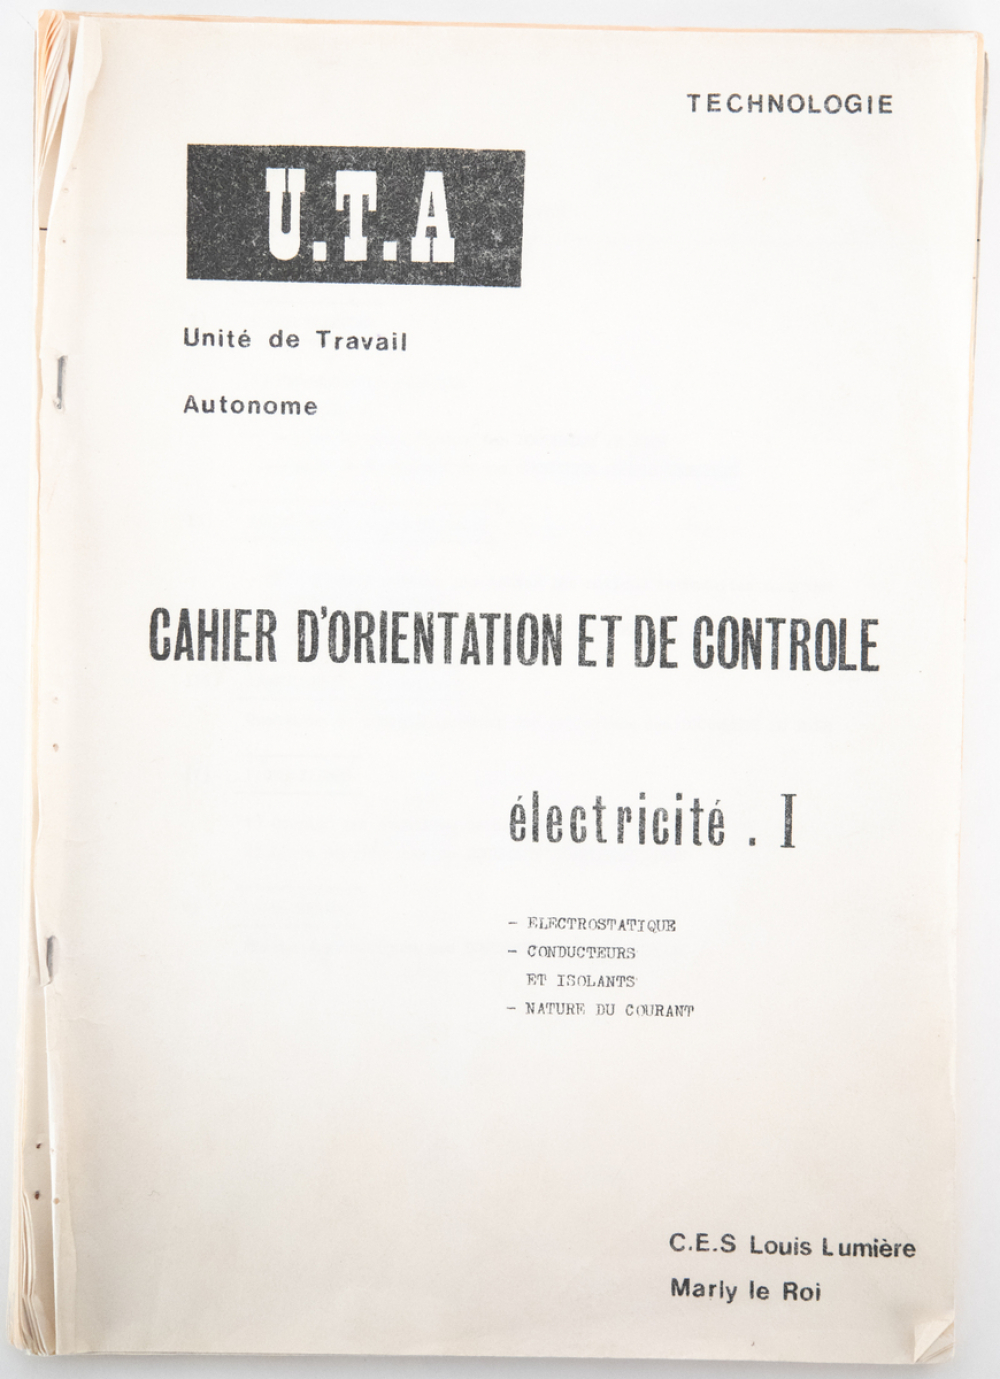 TECHNOLOGIE
U.T.A
Unité de Travail
Autonome
CAHIER D'ORIENTATION ET DE CONTROLE
électricité . I
- ELECTROSTATIQUE
- CONDUCTEURS
ET ISOLANTS
- NATURE DU COURANT
C.E.S Louis Lumière
Marly le Roi